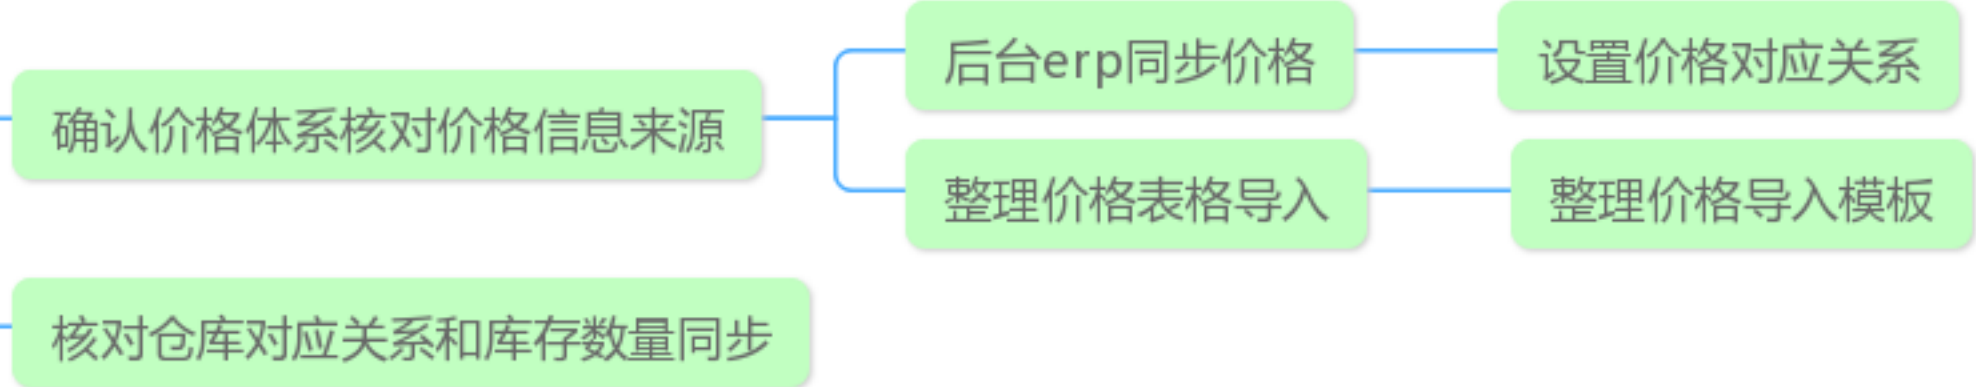 后台erp同步价格
设置价格对应关系
确认价格体系核对价格信息来源
整理价格表格导入
整理价格导入模板
核对仓库对应关系和库存数量同步